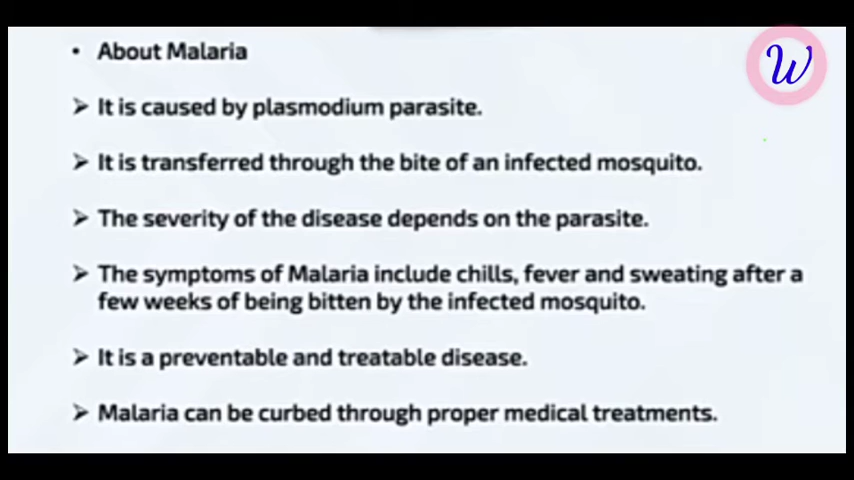 W
• About Malaria
➢ It is caused by plasmodium parasite.
➢ It is transferred through the bite of an infected mosquito.
➢ The severity of the disease depends on the parasite.
➢ The symptoms of Malaria include chills, fever and sweating after a
few weeks of being bitten by the infected mosquito.
➢ It is a preventable and treatable disease.
➢ Malaria can be curbed through proper medical treatments.